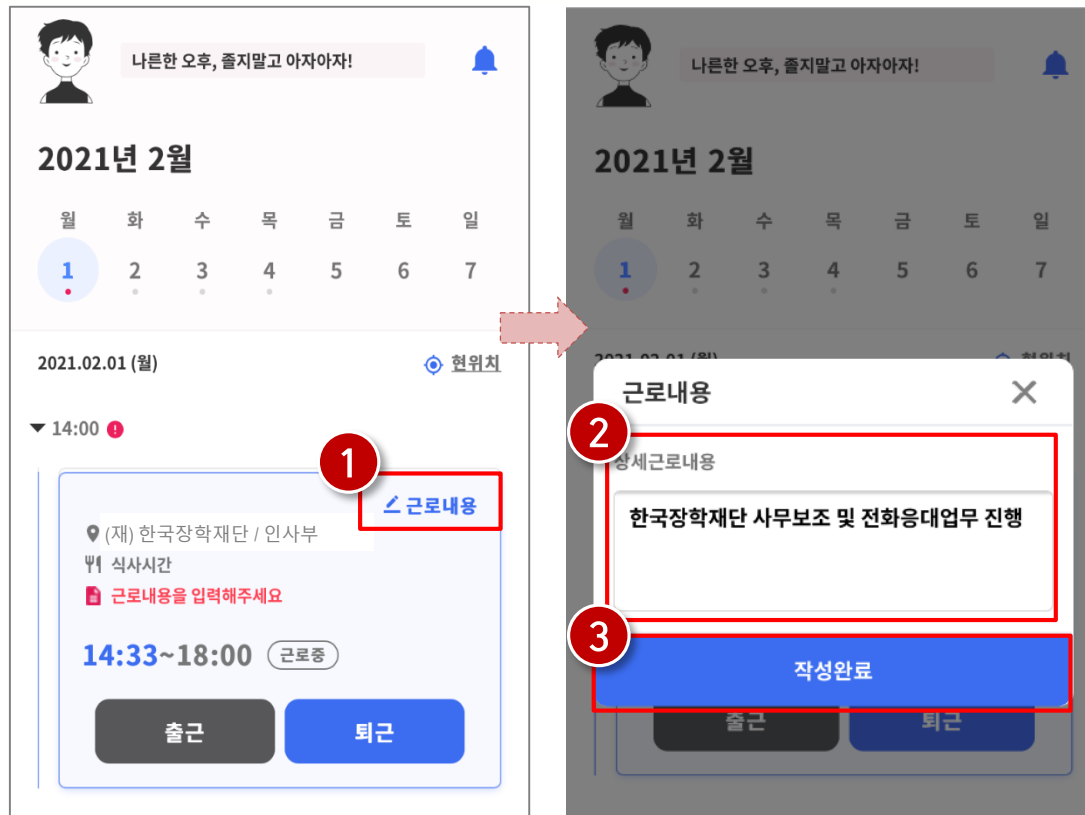 나른한 오후, 졸지말고 아자아자!
2021년 2월
월 화 수 목 금 토 일
1 2 3 4 5 6 7
2021.02.01 (월) 현위치
14:00
1
근로내용
(재) 한국장학재단 / 인사부
식사시간
근로내용을 입력해주세요
14:33~18:00 근로중
출근 퇴근
나른한 오후, 졸지말고 아자아자!
2021년 2월
월 화 수 목 금 토 일
1 2 3 4 5 6 7
2021.02.01 (월) 현위치
근로내용
2
상세근로내용
한국장학재단 사무보조 및 전화응대업무 진행
3
작성완료
출근 퇴근